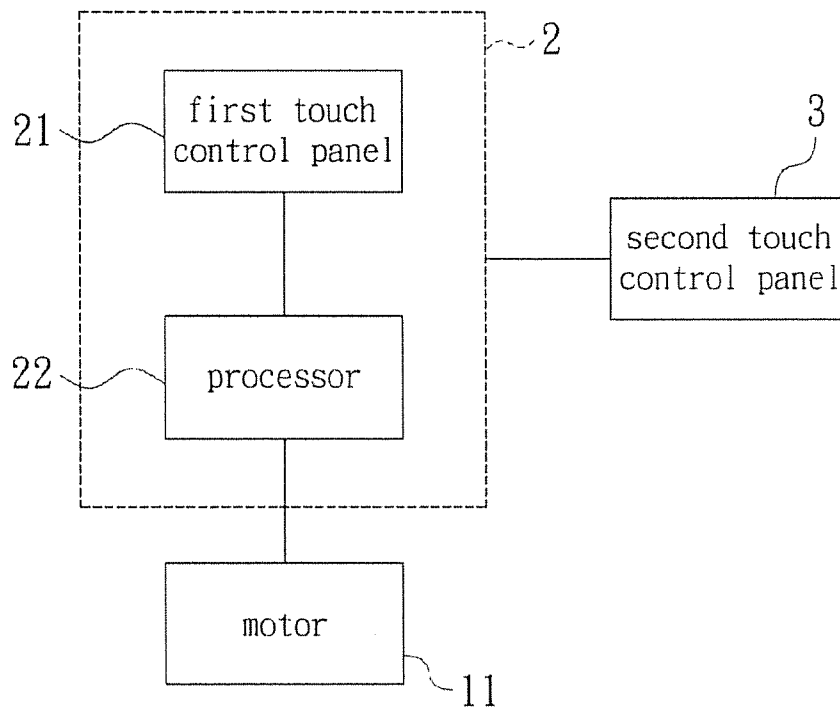 2
21
first touch
control panel
3
second touch
control panel
22
processor
motor
11